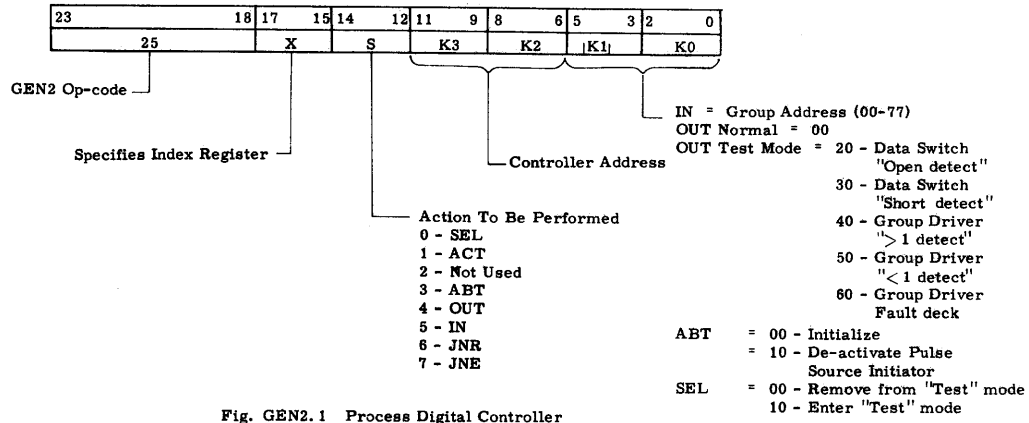 23 18 17 15 14 12 11 9 8 6 5 3 2 0
25 X S K3 K2 K1 K0
GEN2 Op-code
Specifies Index Register
Controller Address
IN = Group Address (00-77)
OUT Normal = 00
OUT Test Mode = 20 - Data Switch
"Open detect"
30 - Data Switch
"Short detect"
40 - Group Driver
"> 1 detect"
50 - Group Driver
"< 1 detect"
60 - Group Driver
Fault deck
Action To Be Performed
0 - SEL
1 - ACT
2 - Not Used
3 - ABT
4 - OUT
5 - IN
6 - JNR
7 - JNE
ABT = 00 - Initialize
= 10 - De-activate Pulse
Source Initiator
SEL = 00 - Remove from "Test" mode
10 - Enter "Test" mode
Fig. GEN2.1 Process Digital Controller